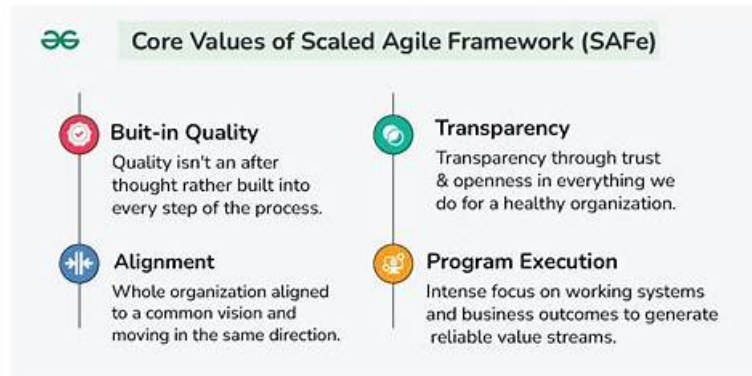 Core Values of Scaled Agile Framework (SAFe)
Buit-in Quality
Quality isn't an after
thought rather built into
every step of the process.
Transparency
Transparency through trust
& openness in everything we
do for a healthy organization.
Alignment
Whole organization aligned
to a common vision and
moving in the same direction.
Program Execution
Intense focus on working systems
and business outcomes to generate
reliable value streams.